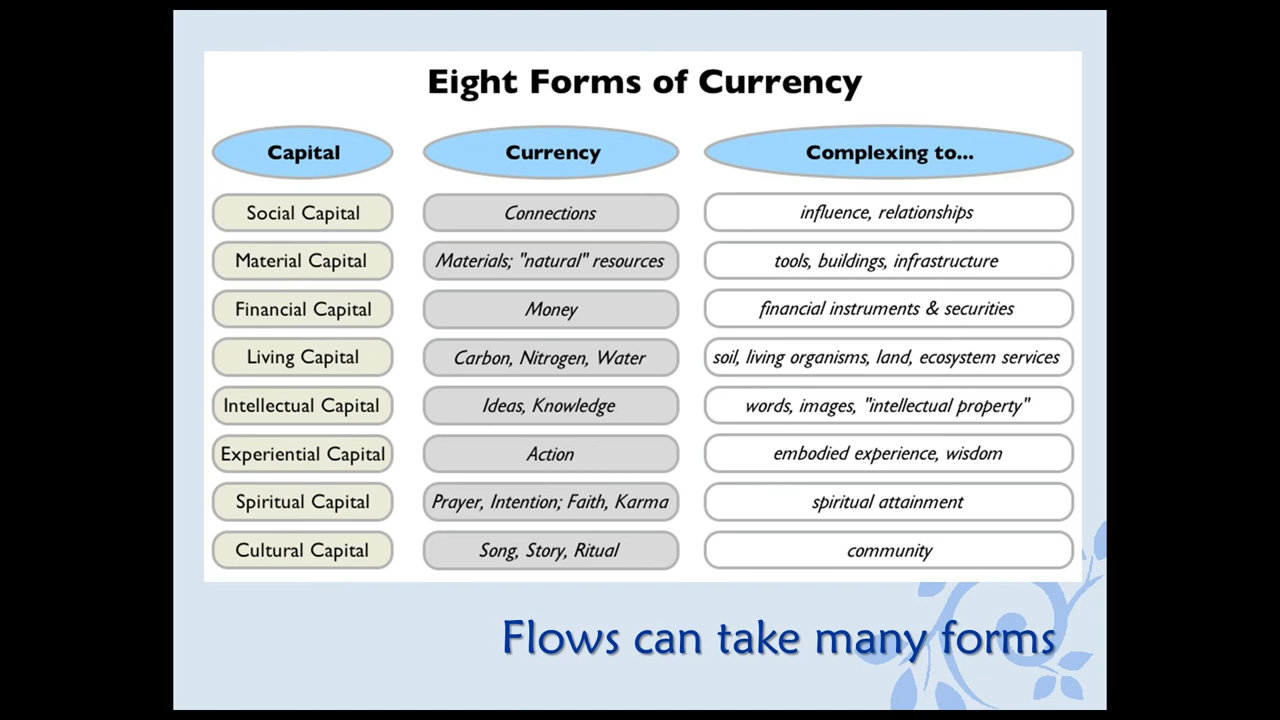 Eight Forms of Currency
Capital Currency Complexing to...
Social Capital Connections influence, relationships
Material Capital Materials; "natural" resources tools, buildings, infrastructure
Financial Capital Money financial instruments & securities
Living Capital Carbon, Nitrogen, Water soil, living organisms, land, ecosystem services
Intellectual Capital Ideas, Knowledge words, images, "intellectual property"
Experiential Capital Action embodied experience, wisdom
Spiritual Capital Prayer, Intention; Faith, Karma spiritual attainment
Cultural Capital Song, Story, Ritual community
Flows can take many forms